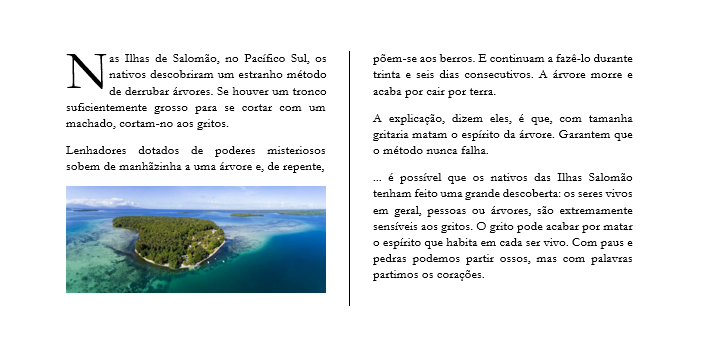 Nas Ilhas de Salomão, no Pacífico Sul, os
nativos descobriram um estranho método
de derrubar árvores. Se houver um tronco
suficientemente grosso para se cortar com um
machado, cortam-no aos gritos.
Lenhadores dotados de poderes misteriosos
sobem de manhãzinha a uma árvore e, de repente,
põem-se aos berros. E continuam a fazê-lo durante
trinta e seis dias consecutivos. A árvore morre e
acaba por cair por terra.
A explicação, dizem eles, é que, com tamanha
gritaria matam o espírito da árvore. Garantem que
o método nunca falha.
... é possível que os nativos das Ilhas Salomão
tenham feito uma grande descoberta: os seres vivos
em geral, pessoas ou árvores, são extremamente
sensíveis aos gritos. O grito pode acabar por matar
o espírito que habita em cada ser vivo. Com paus e
pedras podemos partir ossos, mas com palavras
partimos os corações.